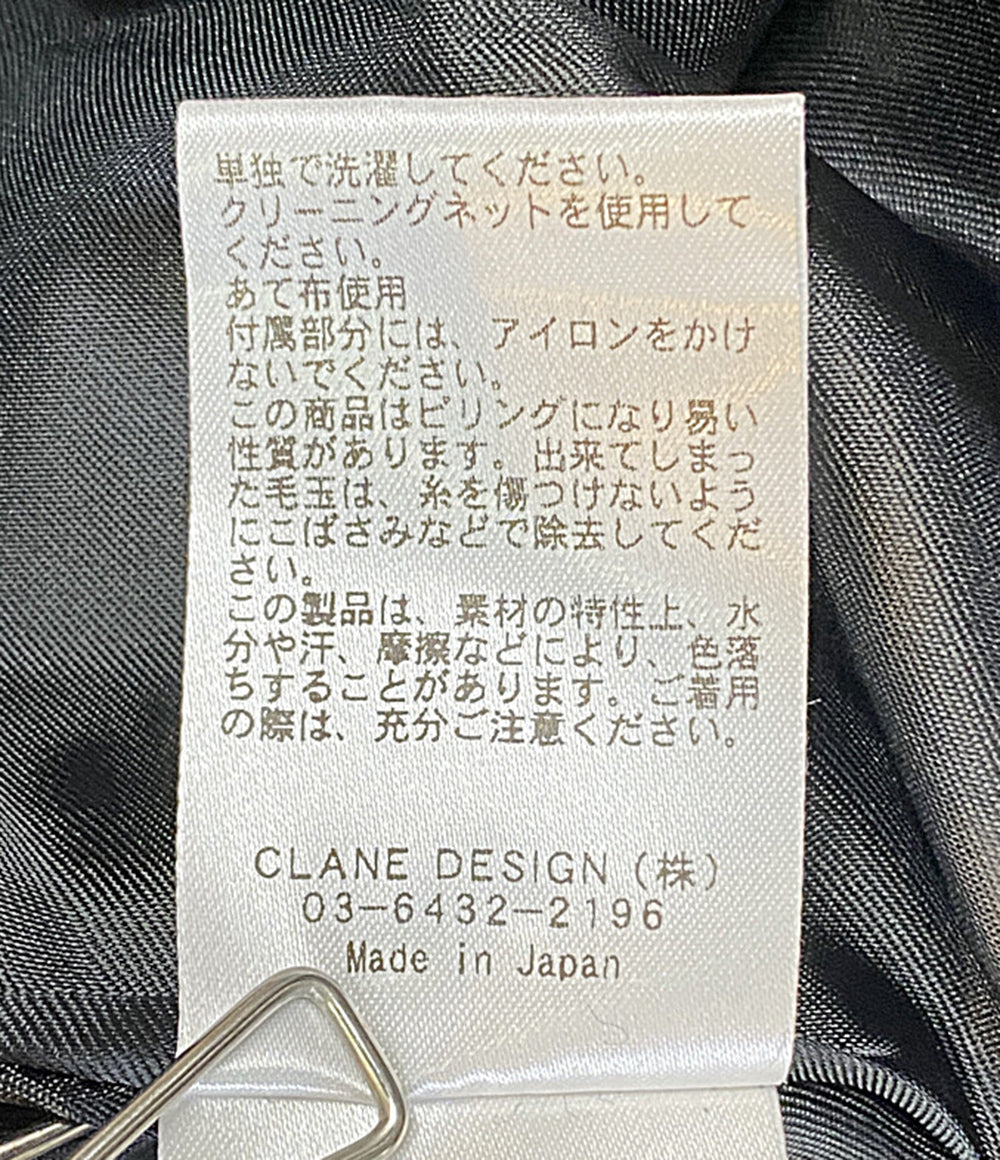 単独で洗濯してください。
クリーニングネットを使用して
ください。
あて布使用
付属部分には、アイロンをかけ
ないでください。
この商品はピリングになり易い
性質があります。出来てしまっ
た毛玉は、糸を傷つけないよう
にこばさみなどで除去してくだ
さい。
この製品は、素材の特性上、水
分や汗、摩擦などにより、色落
ちすることがあります。ご着用
の際は、充分ご注意ください。
CLANE DESIGN（株）
03-6432-2196
Made in Japan